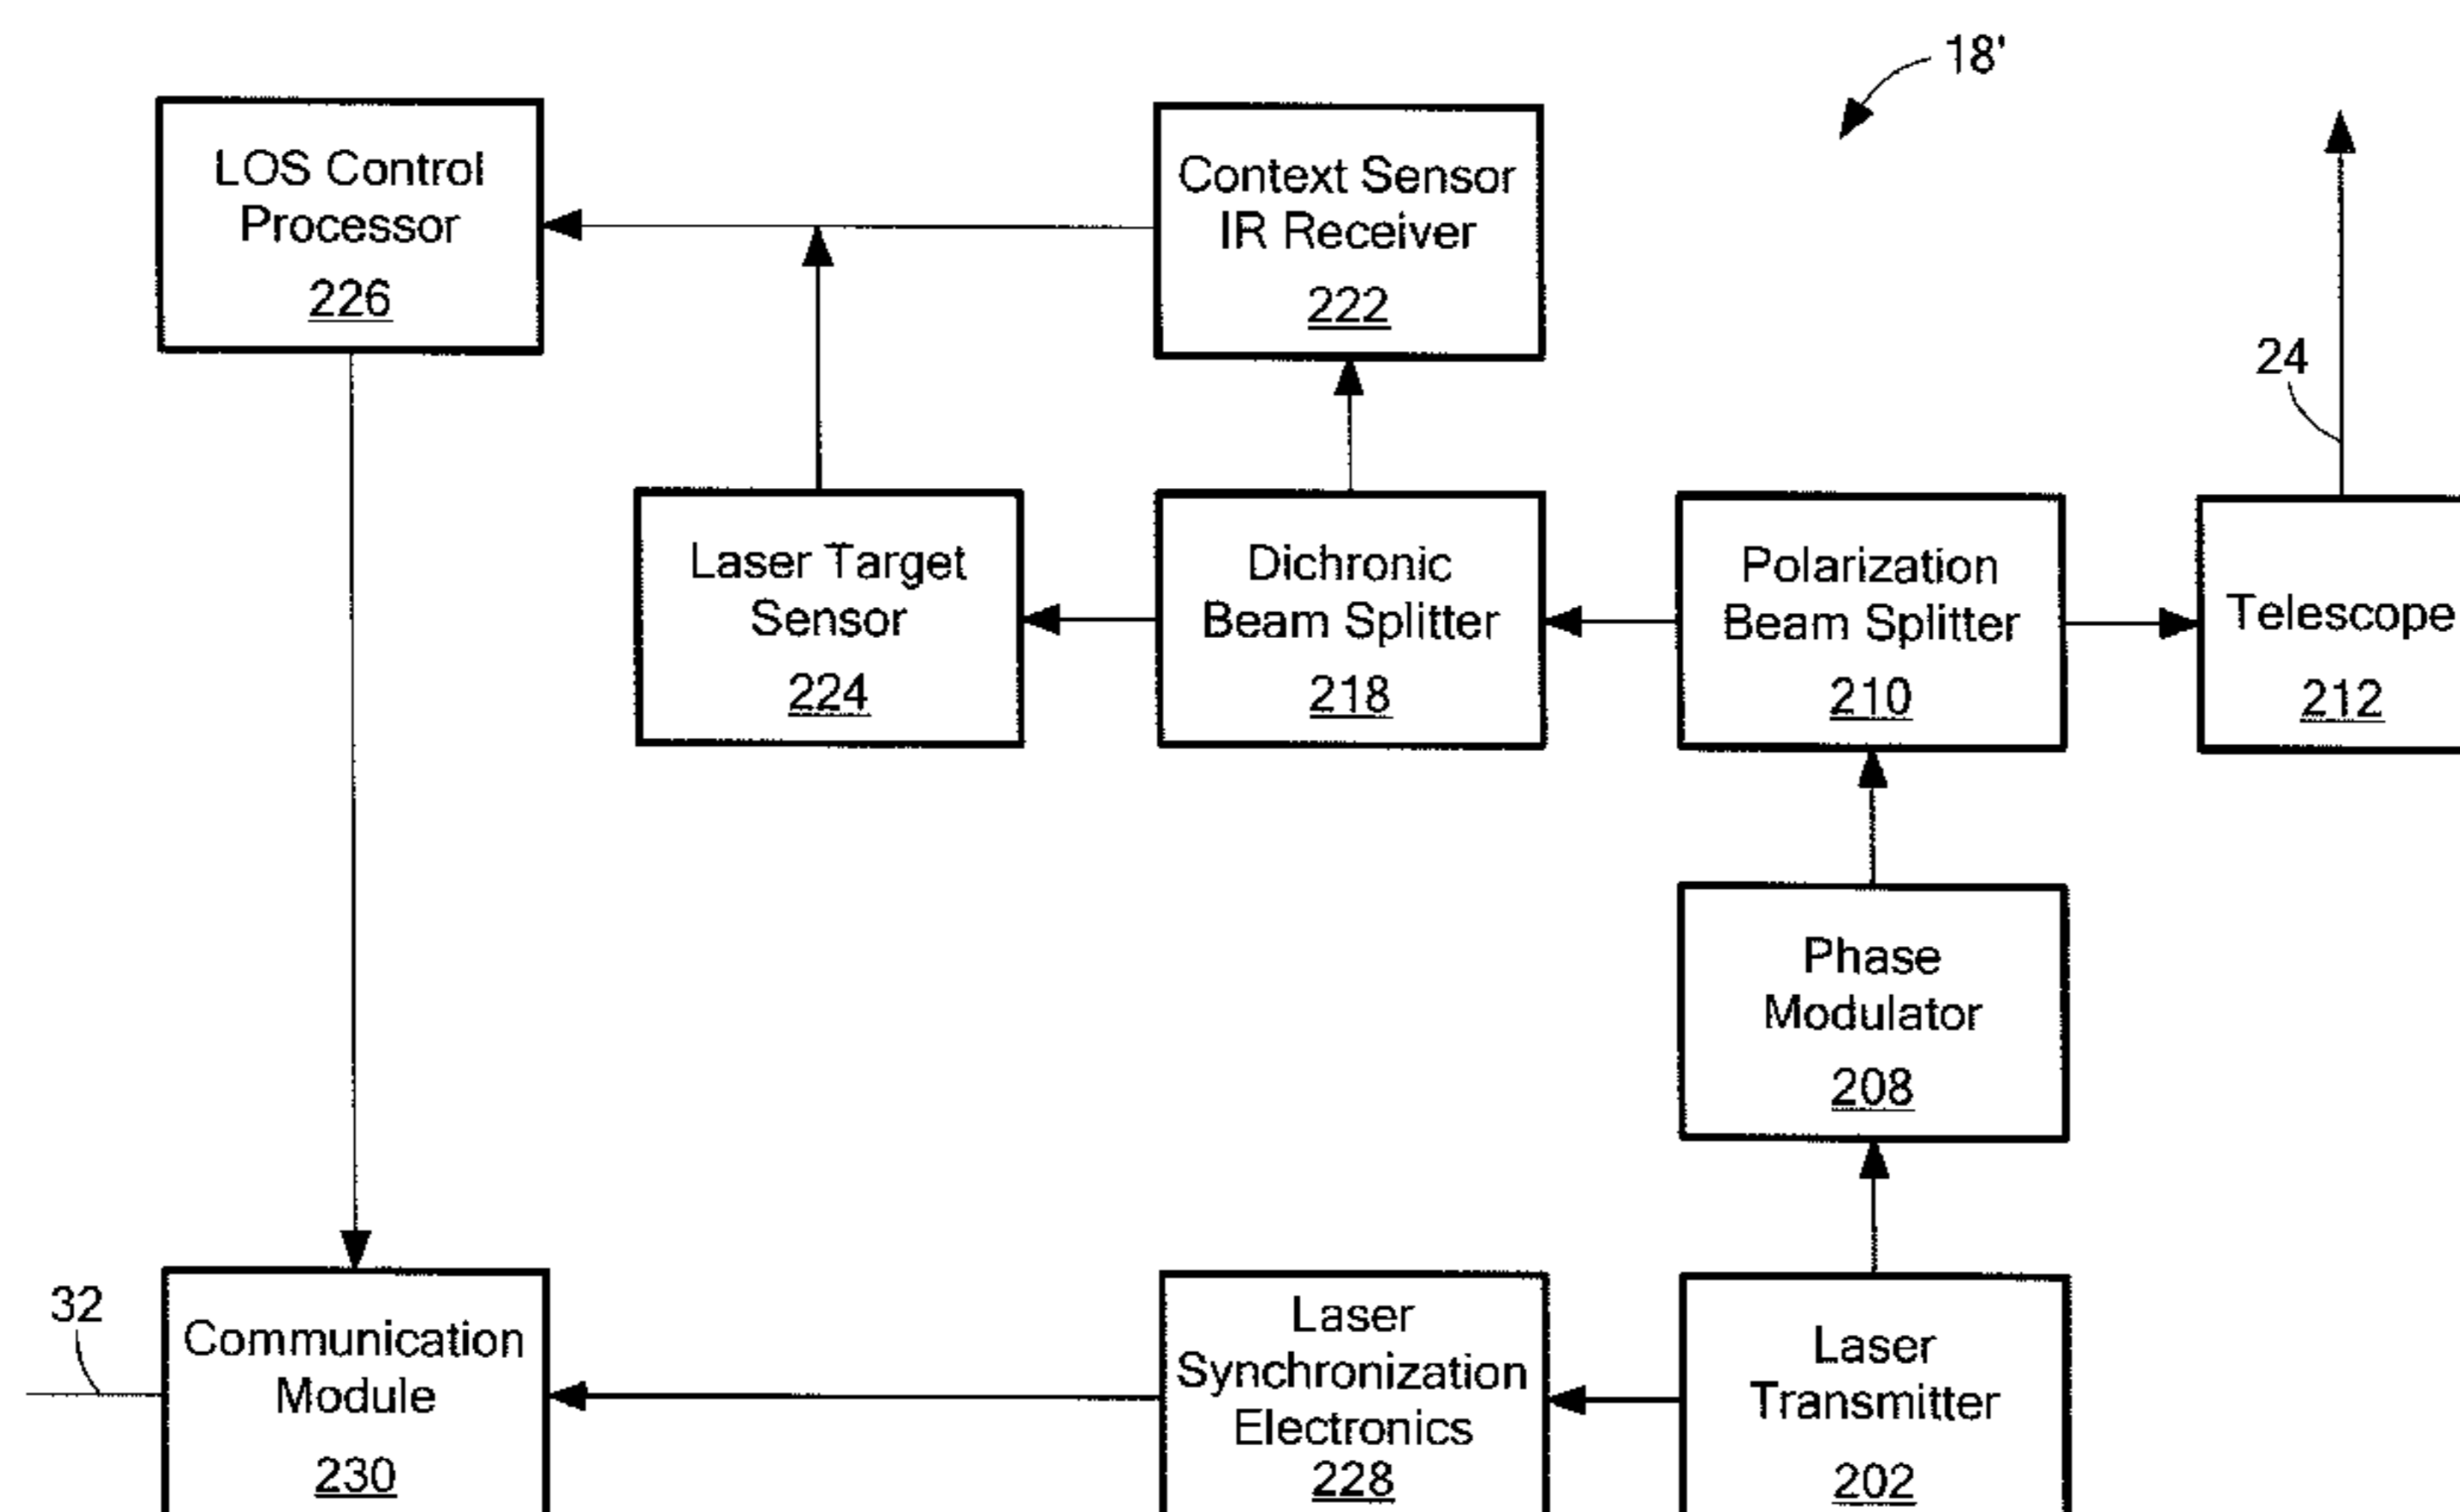 18'
LOS Control
Processor
226
Context Sensor
IR Receiver
222
24
Laser Target
Sensor
224
Dichronic
Beam Splitter
218
Polarization
Beam Splitter
210
Telescope
212
Phase
Modulator
208
32
Communication
Module
230
Laser
Synchronization
Electronics
228
Laser
Transmitter
202